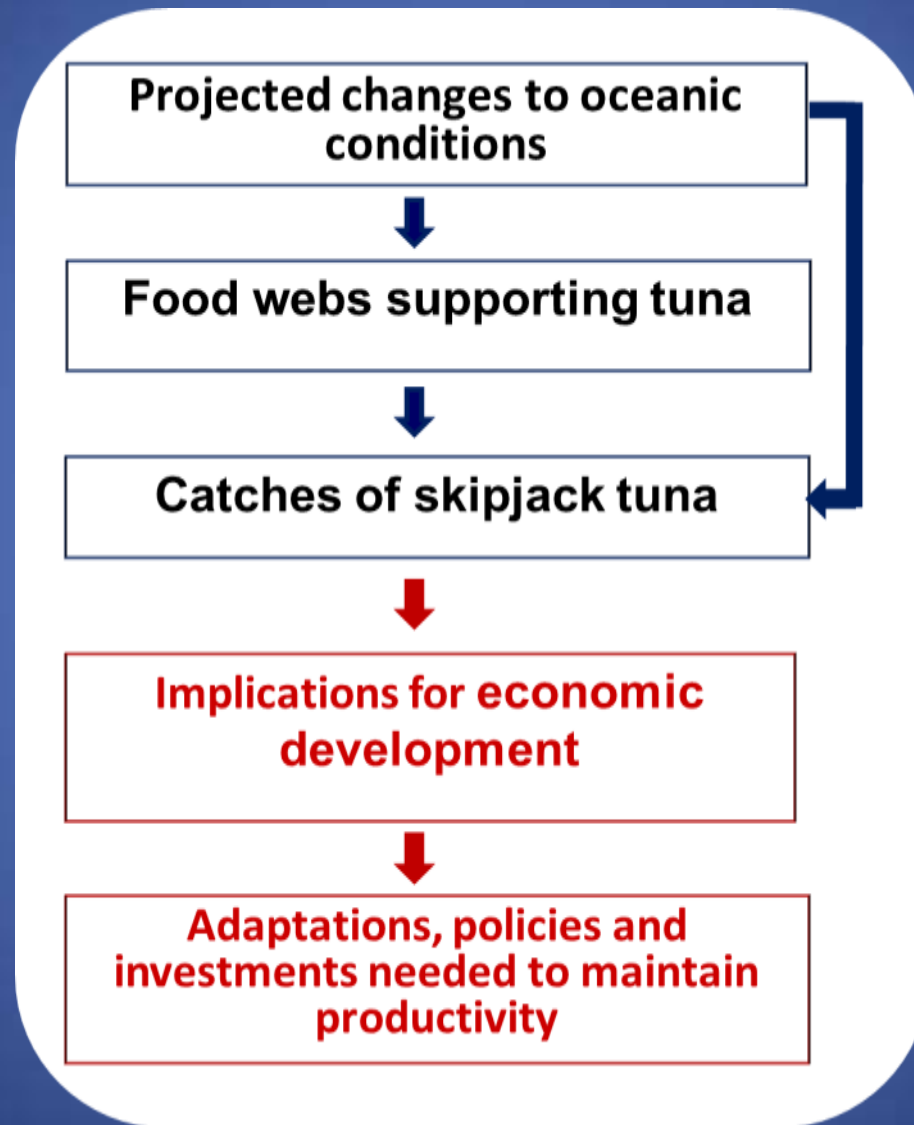 Projected changes to oceanic
conditions
Food webs supporting tuna
Catches of skipjack tuna
Implications for economic
development
Adaptations, policies and
investments needed to maintain
productivity